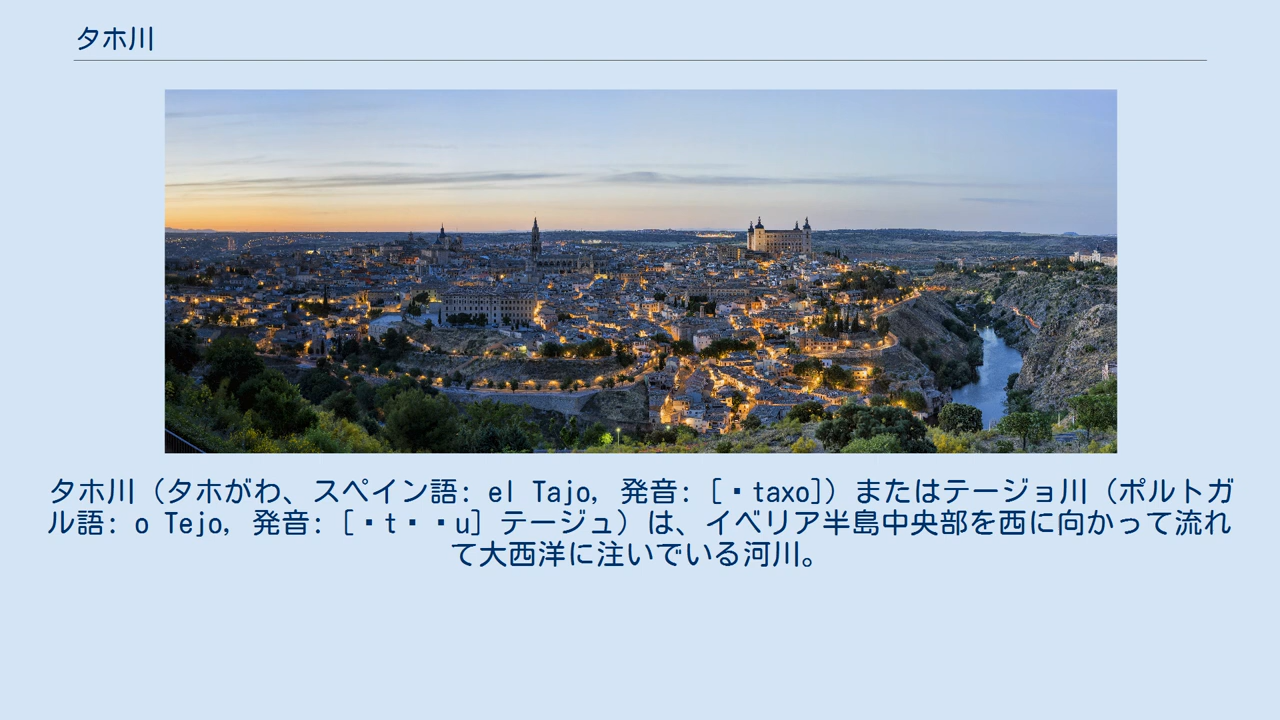 タホ川
タホ川（タホがわ、スペイン語: el Tajo, 発音: [▪taxo]）またはテージョ川（ポルトガ
ル語: o Tejo, 発音: [▪t▪▪u] テージュ）は、イベリア半島中央部を西に向かって流れ
て大西洋に注いでいる河川。